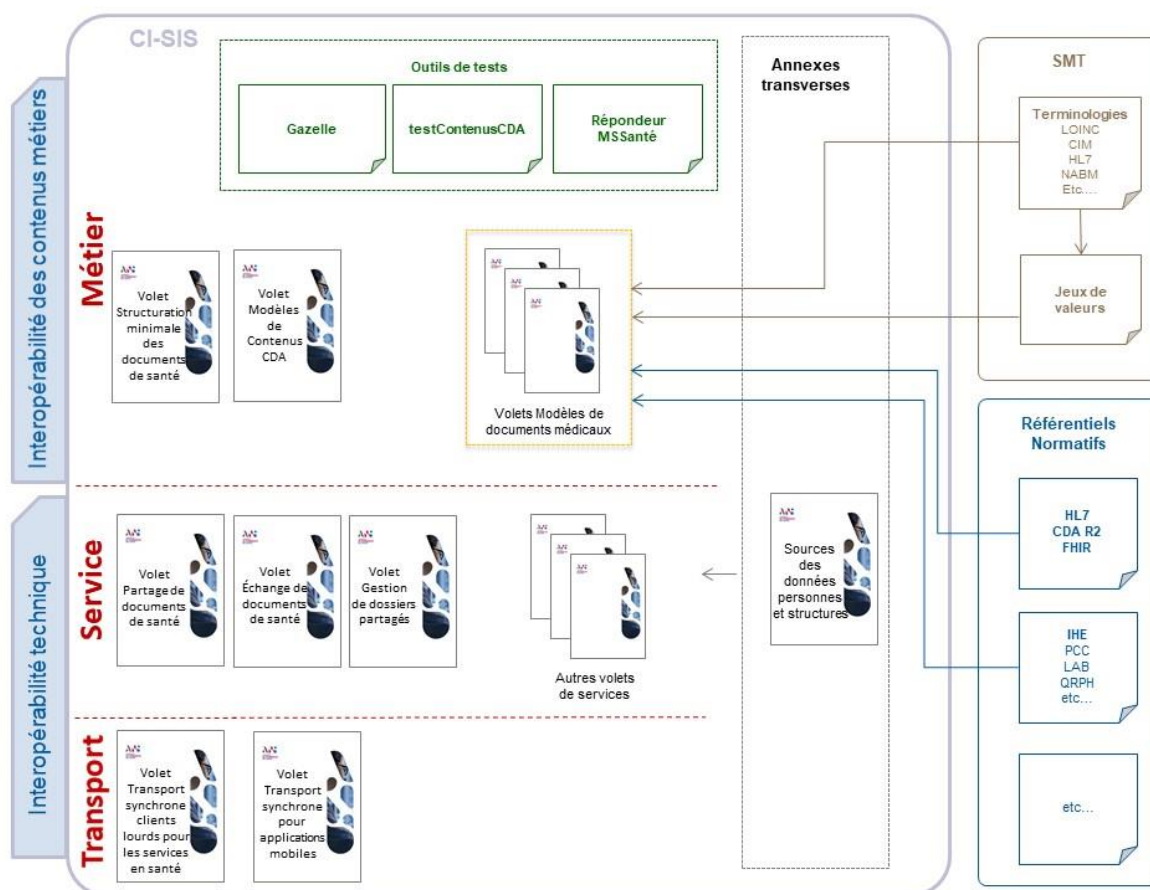 CI-SIS
Interopérabilité des contenus métiers
Interopérabilité technique
Métier
Service
Transport
Outils de tests
Gazelle
testContenusCDA
Répondeur
MSSanté
Annexes
transverses
Volet
Structuration
minimale
des
documents
de santé
Volet
Modèles
de
Contenus
CDA
Volets Modèles de
documents médicaux
Volet
Partage de
documents
de santé
Volet
Échange de
documents
de santé
Volet
Gestion
de dossiers
partagés
Autres volets
de services
Sources
des
données
personnes
et structures
Volet
Transport
synchrone
clients
lourds pour
les services
en santé
Volet
Transport
synchrone
pour
applications
mobiles
SMT
Terminologies
LOINC
CIM
HL7
NABM
Etc....
Jeux de
valeurs
Référentiels
Normatifs
HL7
CDA R2
FHIR
IHE
PCC
LAB
QRPH
etc...
etc...